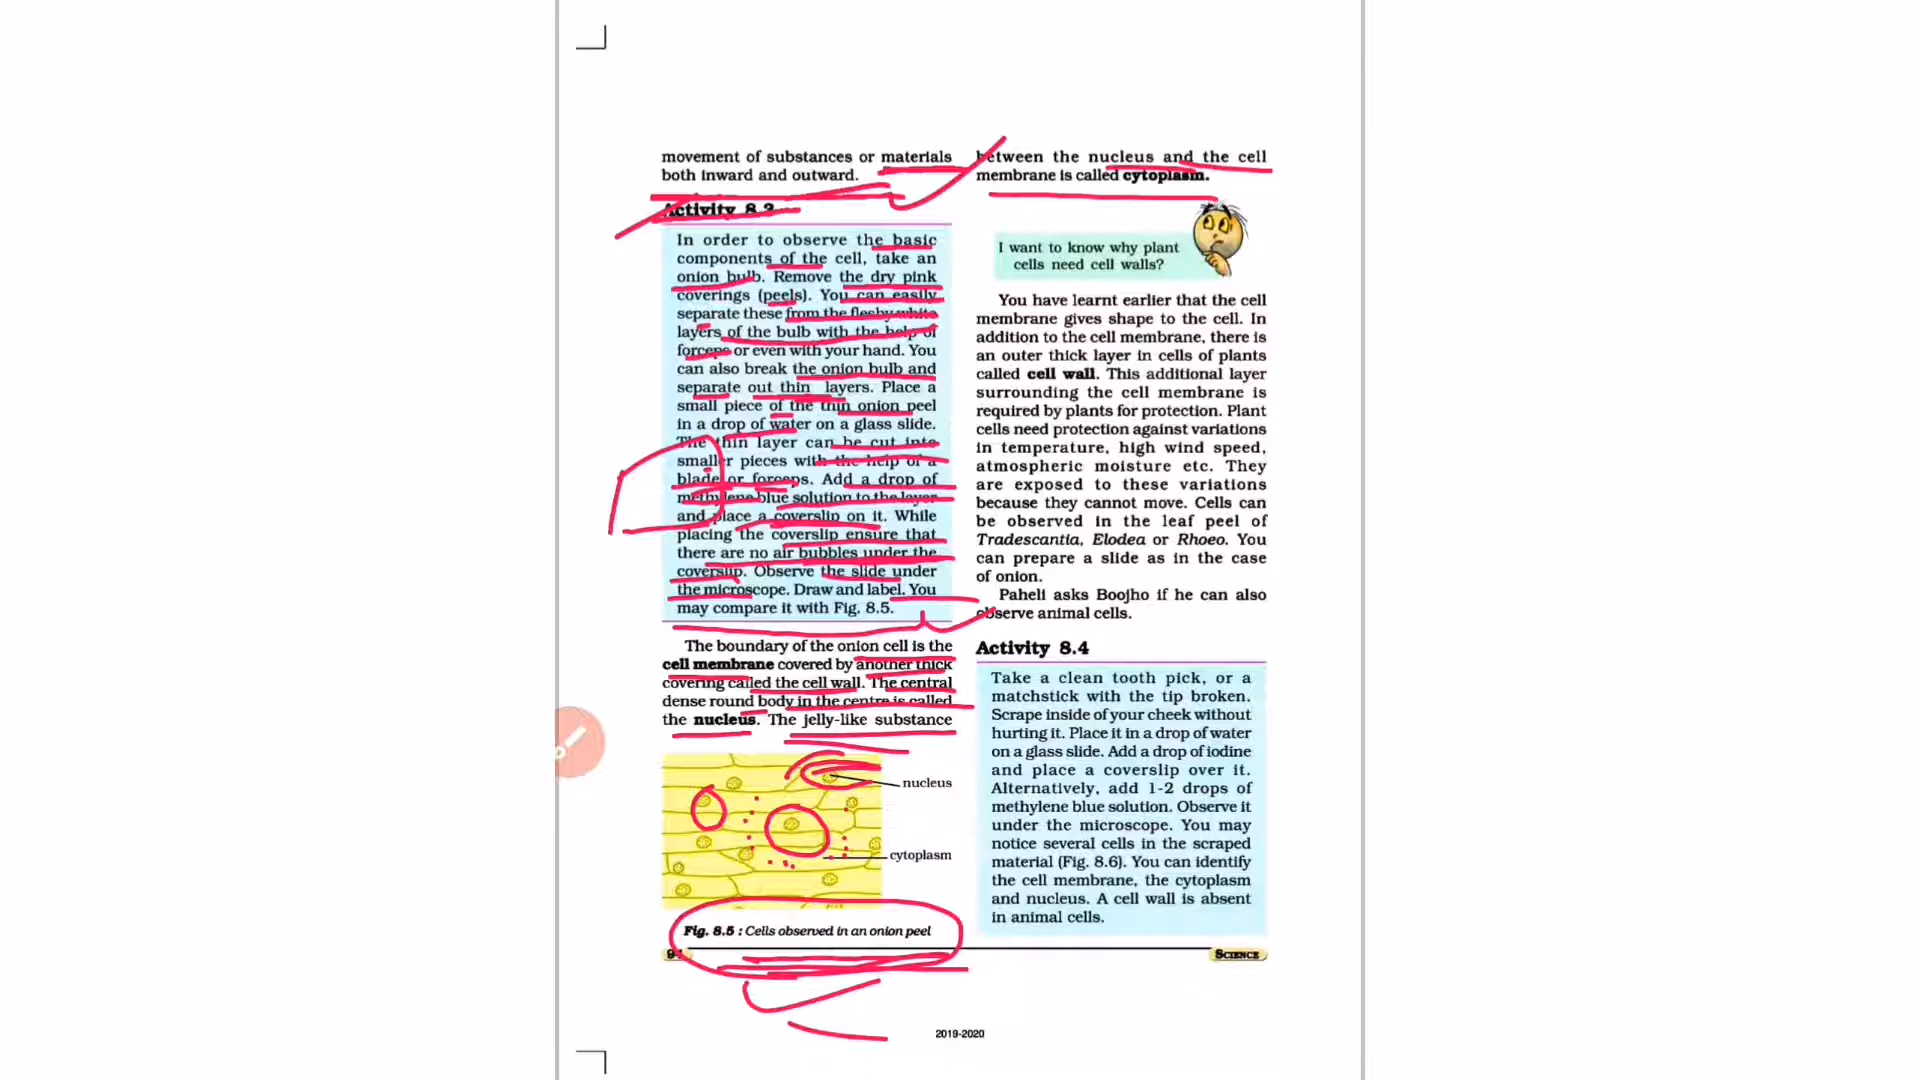 movement of substances or materials
both inward and outward.
Activity 8.3
In order to observe the basic
components of the cell, take an
onion bulb. Remove the dry pink
coverings (peels). You can easily
separate these from the fleshy white
layers of the bulb with the help of
forceps or even with your hand. You
can also break the onion bulb and
separate out thin layers. Place a
small piece of the thin onion peel
in a drop of water on a glass slide.
The thin layer can be cut into
smaller pieces with the help of a
blade or forceps. Add a drop of
methylene blue solution to the layer
and place a coverslip on it. While
placing the coverslip ensure that
there are no air bubbles under the
coverslip. Observe the slide under
the microscope. Draw and label. You
may compare it with Fig. 8.5.
The boundary of the onion cell is the
cell membrane covered by another thick
covering called the cell wall. The central
dense round body in the centre is called
the nucleus. The jelly-like substance
nucleus
cytoplasm
Fig. 8.5 : Cells observed in an onion peel
between the nucleus and the cell
membrane is called cytoplasm.
I want to know why plant
cells need cell walls?
You have learnt earlier that the cell
membrane gives shape to the cell. In
addition to the cell membrane, there is
an outer thick layer in cells of plants
called cell wall. This additional layer
surrounding the cell membrane is
required by plants for protection. Plant
cells need protection against variations
in temperature, high wind speed,
atmospheric moisture etc. They
are exposed to these variations
because they cannot move. Cells can
be observed in the leaf peel of
Tradescantia, Elodea or Rhoeo. You
can prepare a slide as in the case
of onion.
Paheli asks Boojho if he can also
observe animal cells.
Activity 8.4
Take a clean tooth pick, or a
matchstick with the tip broken.
Scrape inside of your cheek without
hurting it. Place it in a drop of water
on a glass slide. Add a drop of iodine
and place a coverslip over it.
Alternatively, add 1-2 drops of
methylene blue solution. Observe it
under the microscope. You may
notice several cells in the scraped
material (Fig. 8.6). You can identify
the cell membrane, the cytoplasm
and nucleus. A cell wall is absent
in animal cells.
SCIENCE
2019-2020